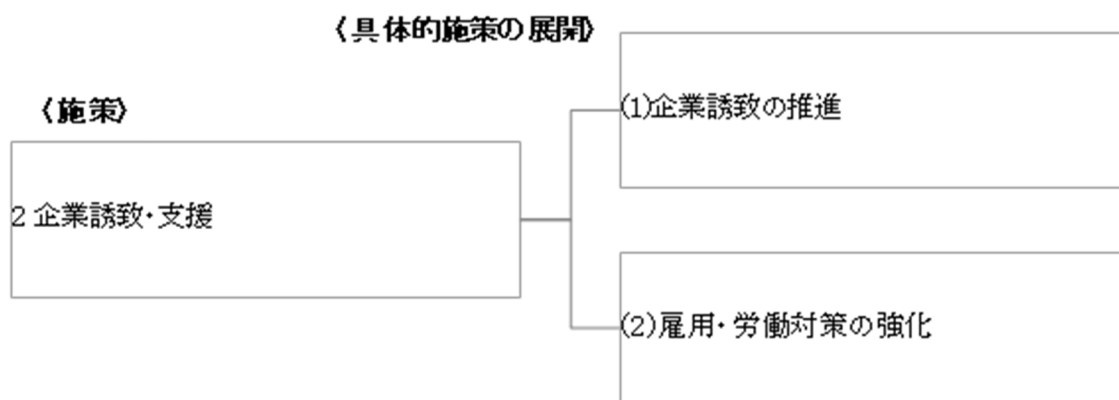 〈具体的施策の展開〉
〈施策〉
(1)企業誘致の推進
2 企業誘致・支援
(2)雇用・労働対策の強化